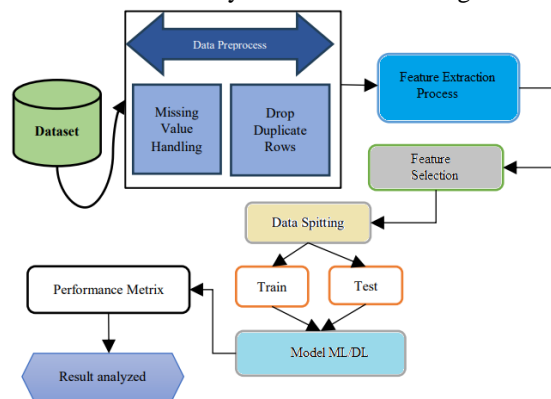 Data Preprocess
Dataset
Missing
Value
Handling
Drop
Duplicate
Rows
Feature Extraction
Process
Feature
Selection
Data Spitting
Train
Test
Model ML/DL
Performance Metrix
Result analyzed